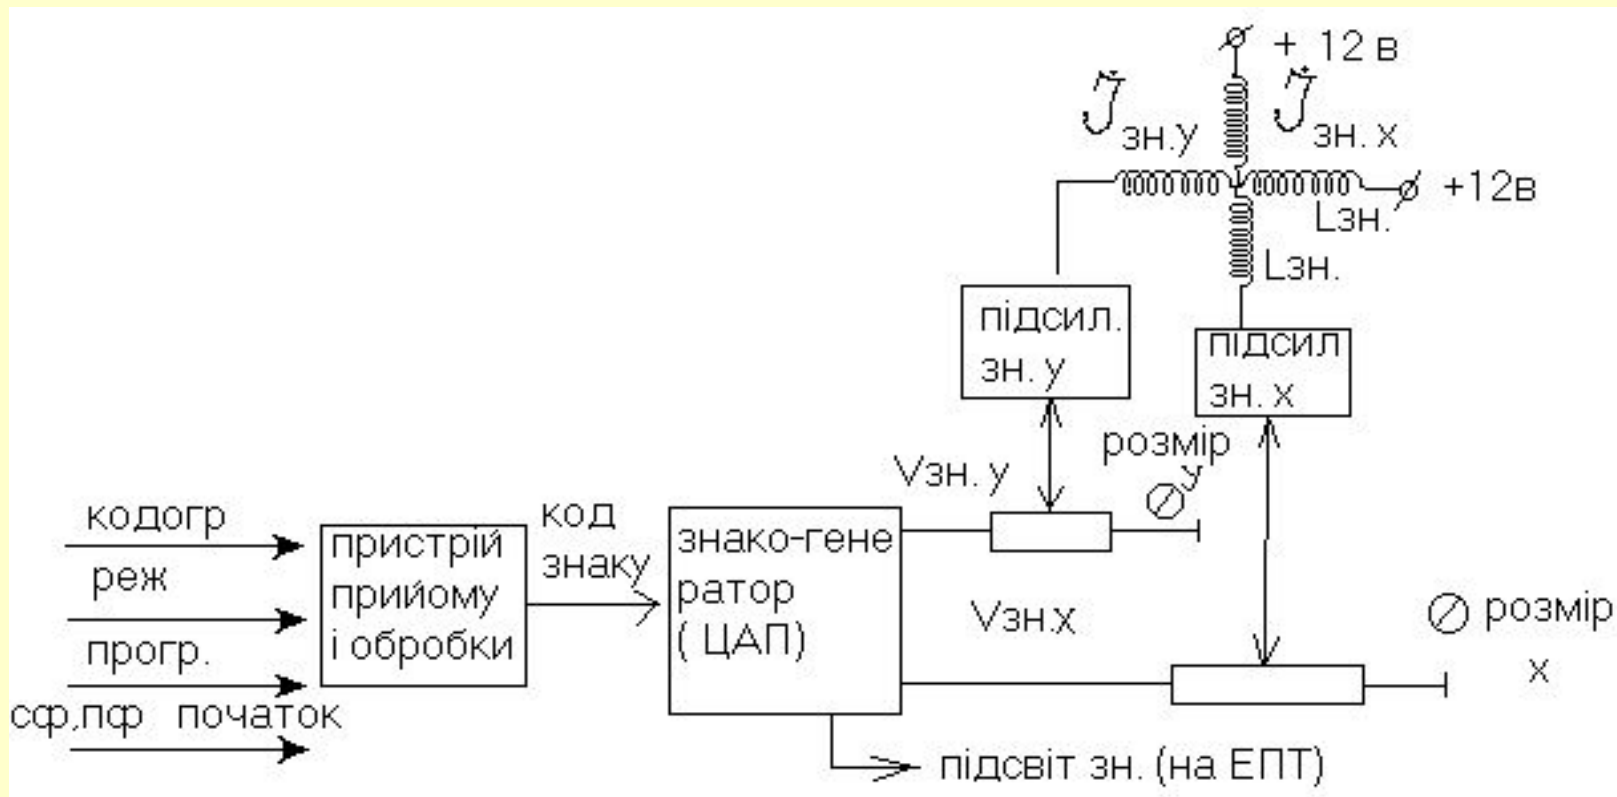 + 12 в
J
зн.у
J
зн. х
+12в
Lзн.
Lзн.
підсил.
зн. у
підсил
зн. х
розмір
у
Vзн. у
кодогр
реж
прогр.
сф,пф початок
пристрій
прийому
і обробки
код
знаку
знако-гене
ратор
( ЦАП)
Vзн.х
розмір
х
підсвіт зн. (на ЕПТ)